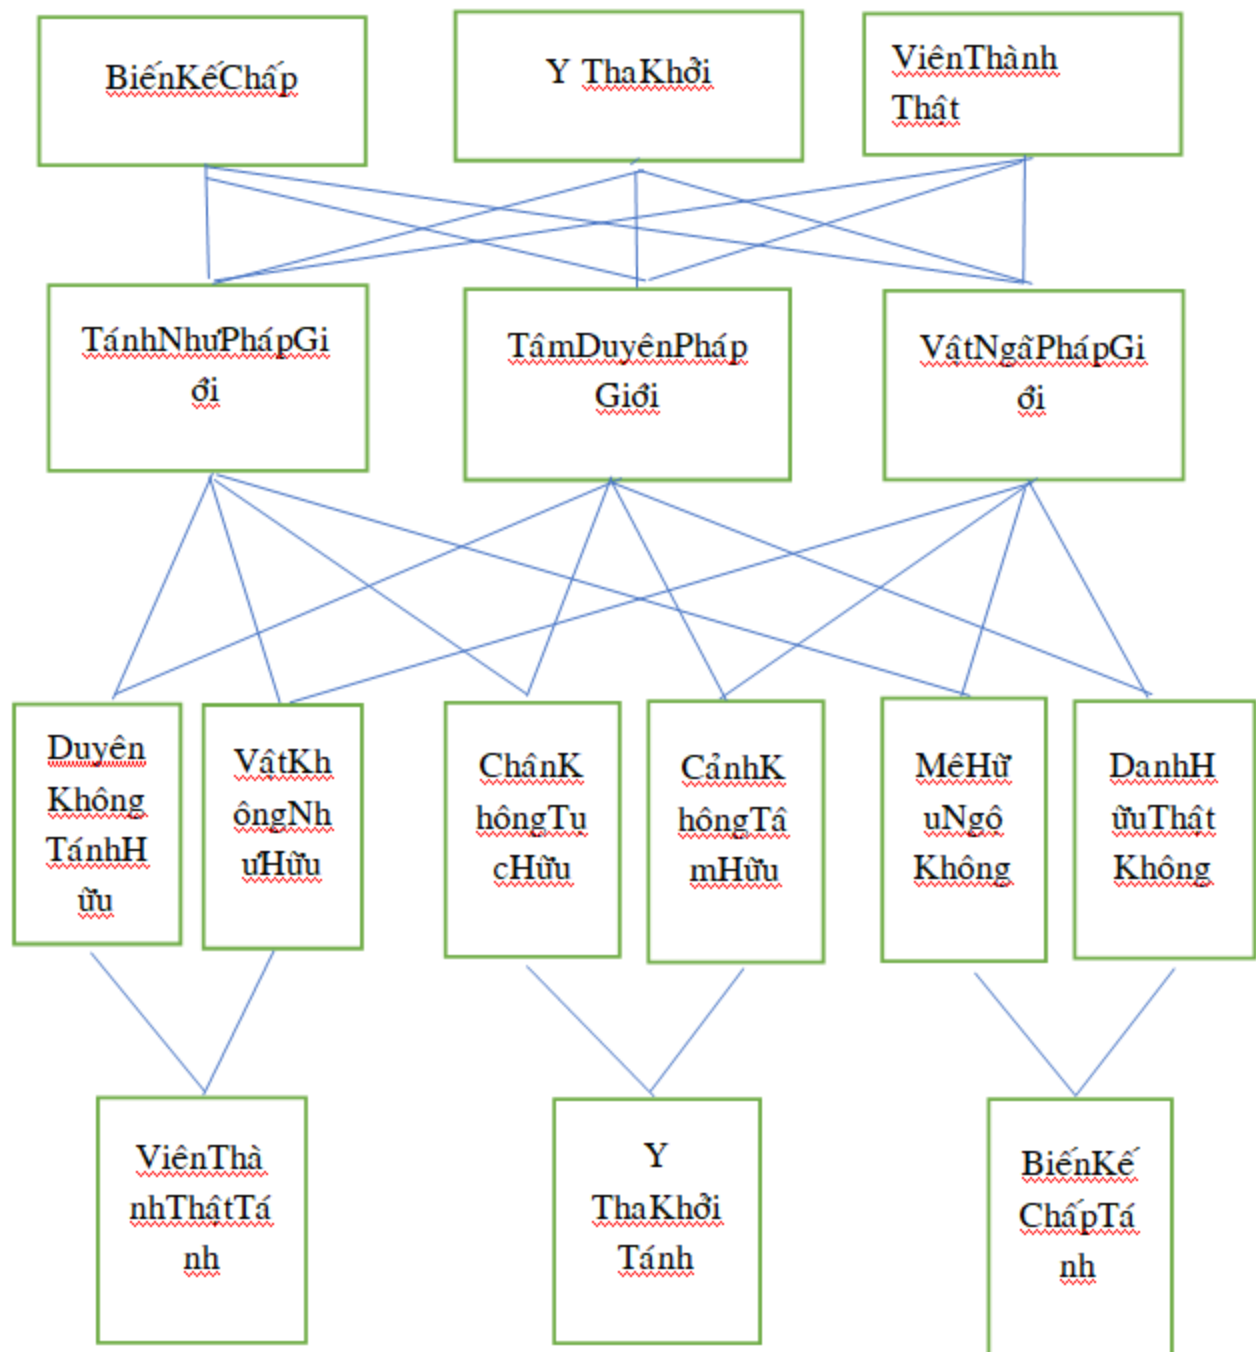 BiếnKếChấp
Y ThaKhởi
ViênThành
Thật
TánhNhưPhápGi
ới
TâmDuyênPháp
Giới
VậtNgãPhápGi
ới
Duyên
Không
TánhH
ữu
VậtKh
ôngNh
ưHữu
ChânK
hôngTụ
cHữu
CảnhK
hôngTâ
mHữu
MêHữ
uNgộ
Không
DanhH
ữuThật
Không
ViênThà
nhThậtTá
nh
Y
ThaKhởi
Tánh
BiếnKế
ChấpTá
nh